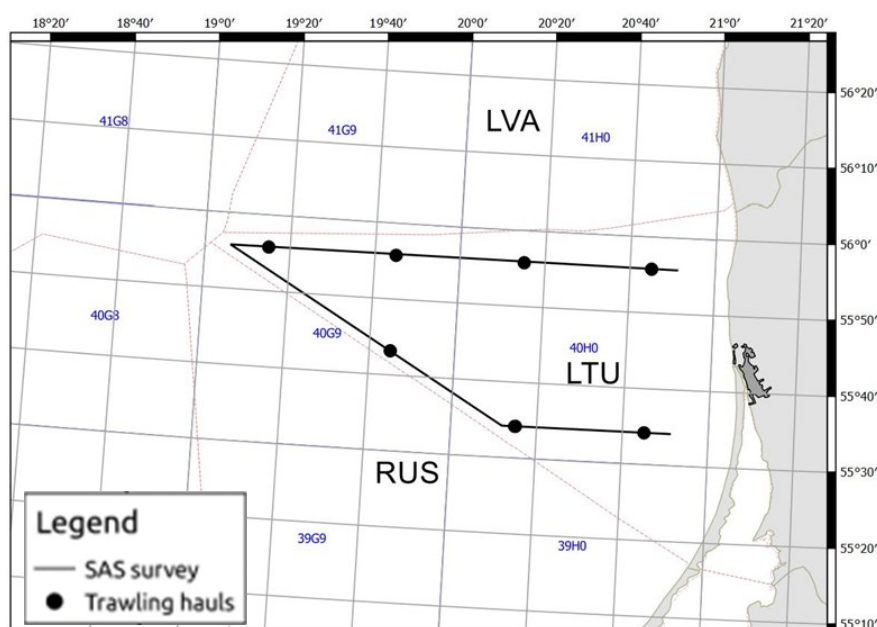 18°20' 18°40' 19°0' 19°20' 19°40' 20°0' 20°20' 20°40' 21°0' 21°20'
56°20'
LVA
41G8 41G9 41H0
56°10'
56°0'
55°50'
40G8 40G9 40H0
LTU
55°40'
RUS
55°30'
39G9 39H0
55°20'
55°10'
Legend
SAS survey
Trawling hauls